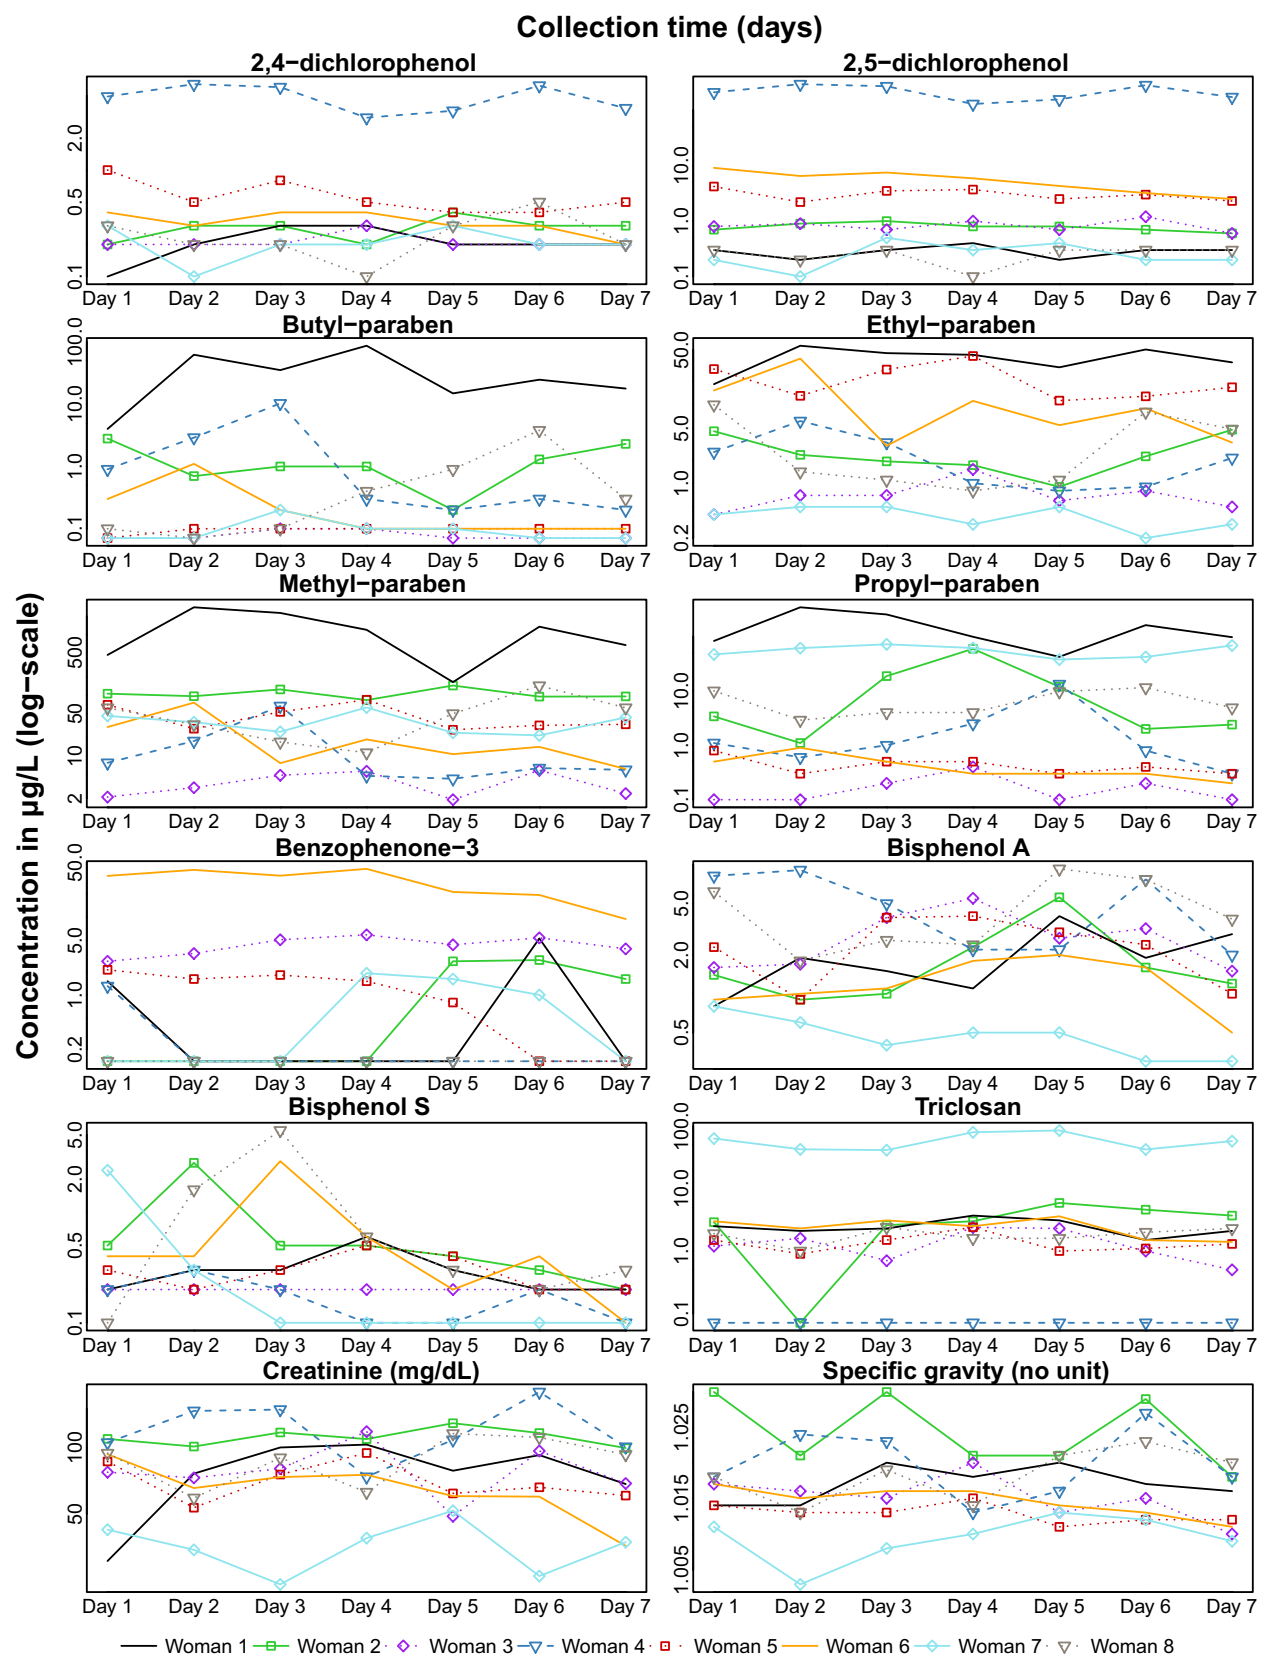 Collection time (days)
2,4−dichlorophenol
2,5−dichlorophenol
2.0
0.5
0.1
10.0
1.0
0.1
Day 1 Day 2 Day 3 Day 4 Day 5 Day 6 Day 7
Day 1 Day 2 Day 3 Day 4 Day 5 Day 6 Day 7
Butyl−paraben
Ethyl−paraben
100.0
10.0
1.0
0.1
50.0
5.0
1.0
0.2
Day 1 Day 2 Day 3 Day 4 Day 5 Day 6 Day 7
Day 1 Day 2 Day 3 Day 4 Day 5 Day 6 Day 7
Methyl−paraben
Propyl−paraben
500
50
10
2
10.0
1.0
0.1
Day 1 Day 2 Day 3 Day 4 Day 5 Day 6 Day 7
Day 1 Day 2 Day 3 Day 4 Day 5 Day 6 Day 7
Concentration in µg/L (log−scale)
Benzophenone−3
Bisphenol A
50.0
5.0
1.0
0.2
5.0
2.0
0.5
Day 1 Day 2 Day 3 Day 4 Day 5 Day 6 Day 7
Day 1 Day 2 Day 3 Day 4 Day 5 Day 6 Day 7
Bisphenol S
Triclosan
5.0
2.0
0.5
0.1
100.0
10.0
1.0
0.1
Day 1 Day 2 Day 3 Day 4 Day 5 Day 6 Day 7
Day 1 Day 2 Day 3 Day 4 Day 5 Day 6 Day 7
Creatinine (mg/dL)
Specific gravity (no unit)
100
50
1.025
1.015
1.005
Day 1 Day 2 Day 3 Day 4 Day 5 Day 6 Day 7
Day 1 Day 2 Day 3 Day 4 Day 5 Day 6 Day 7
Woman 1 Woman 2 Woman 3 Woman 4 Woman 5 Woman 6 Woman 7 Woman 8